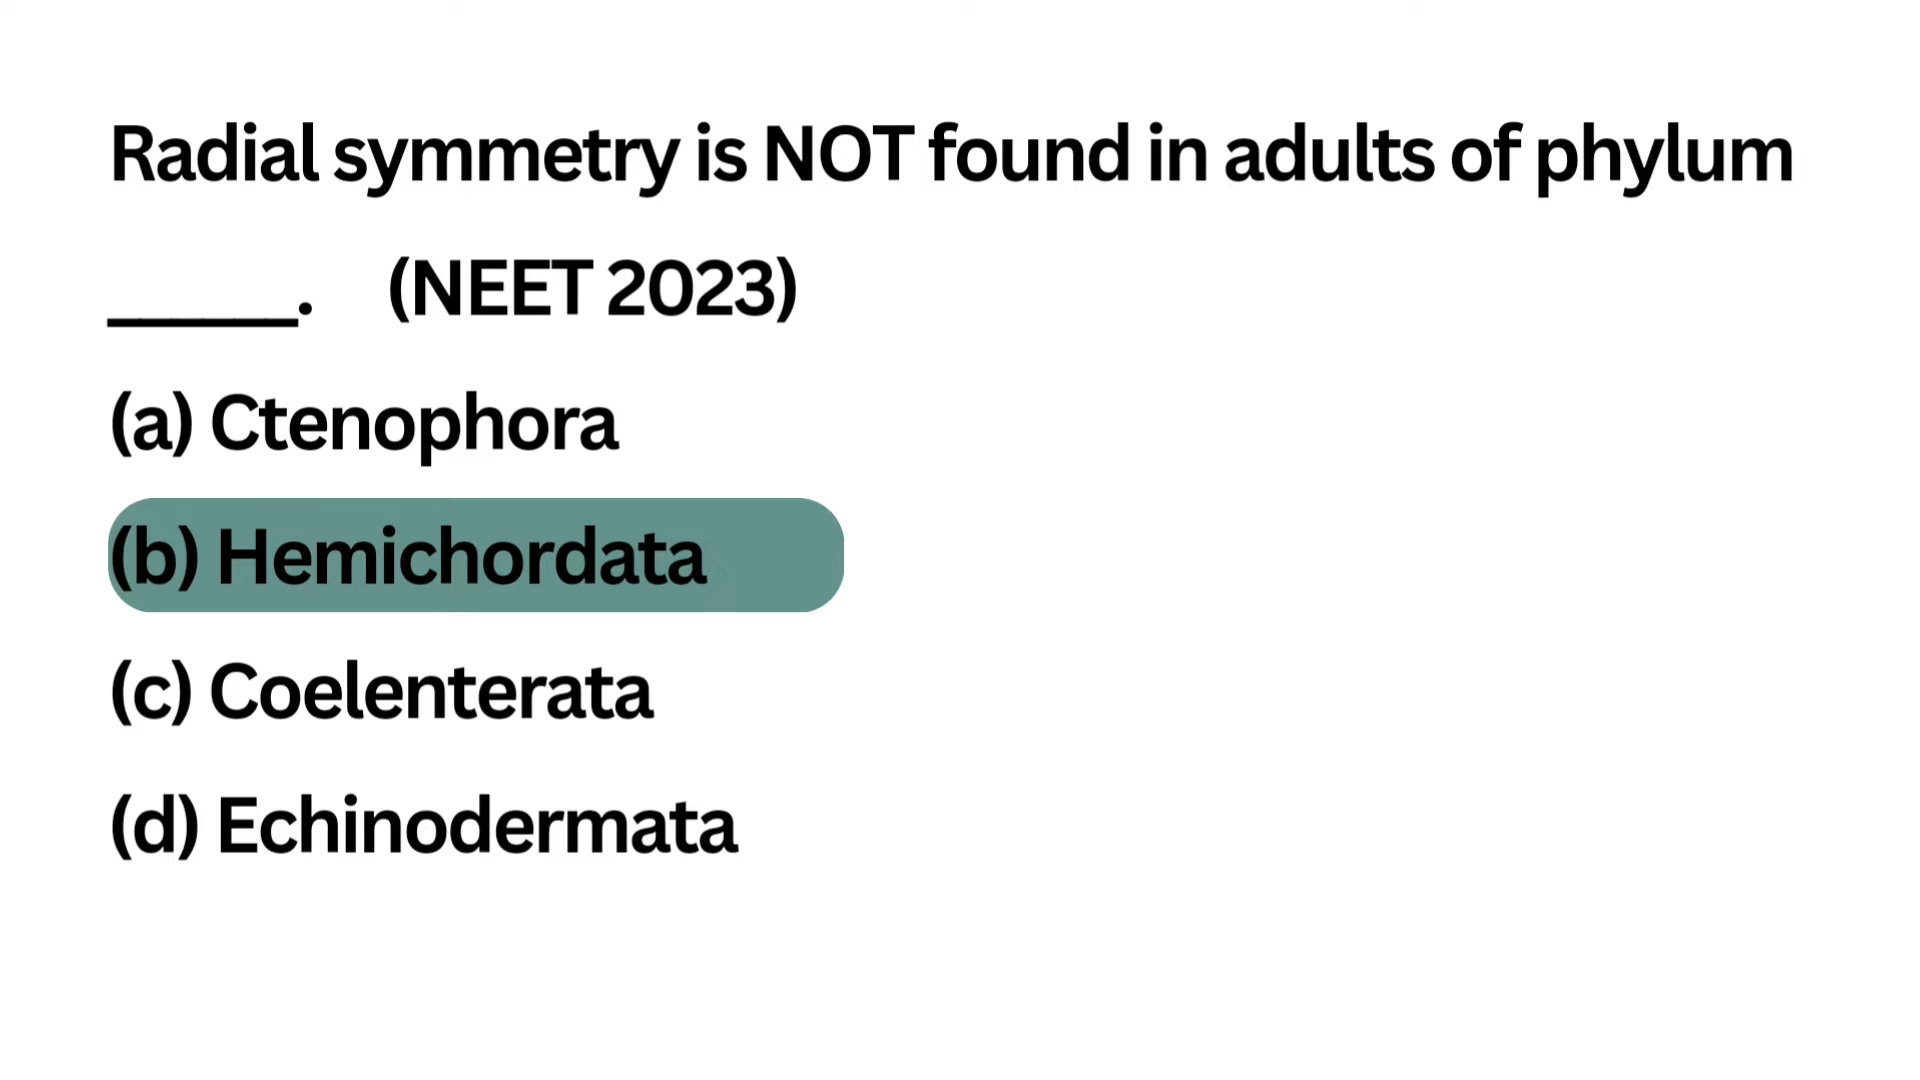 Radial symmetry is NOT found in adults of phylum
______. (NEET 2023)
(a) Ctenophora
(b) Hemichordata
(c) Coelenterata
(d) Echinodermata